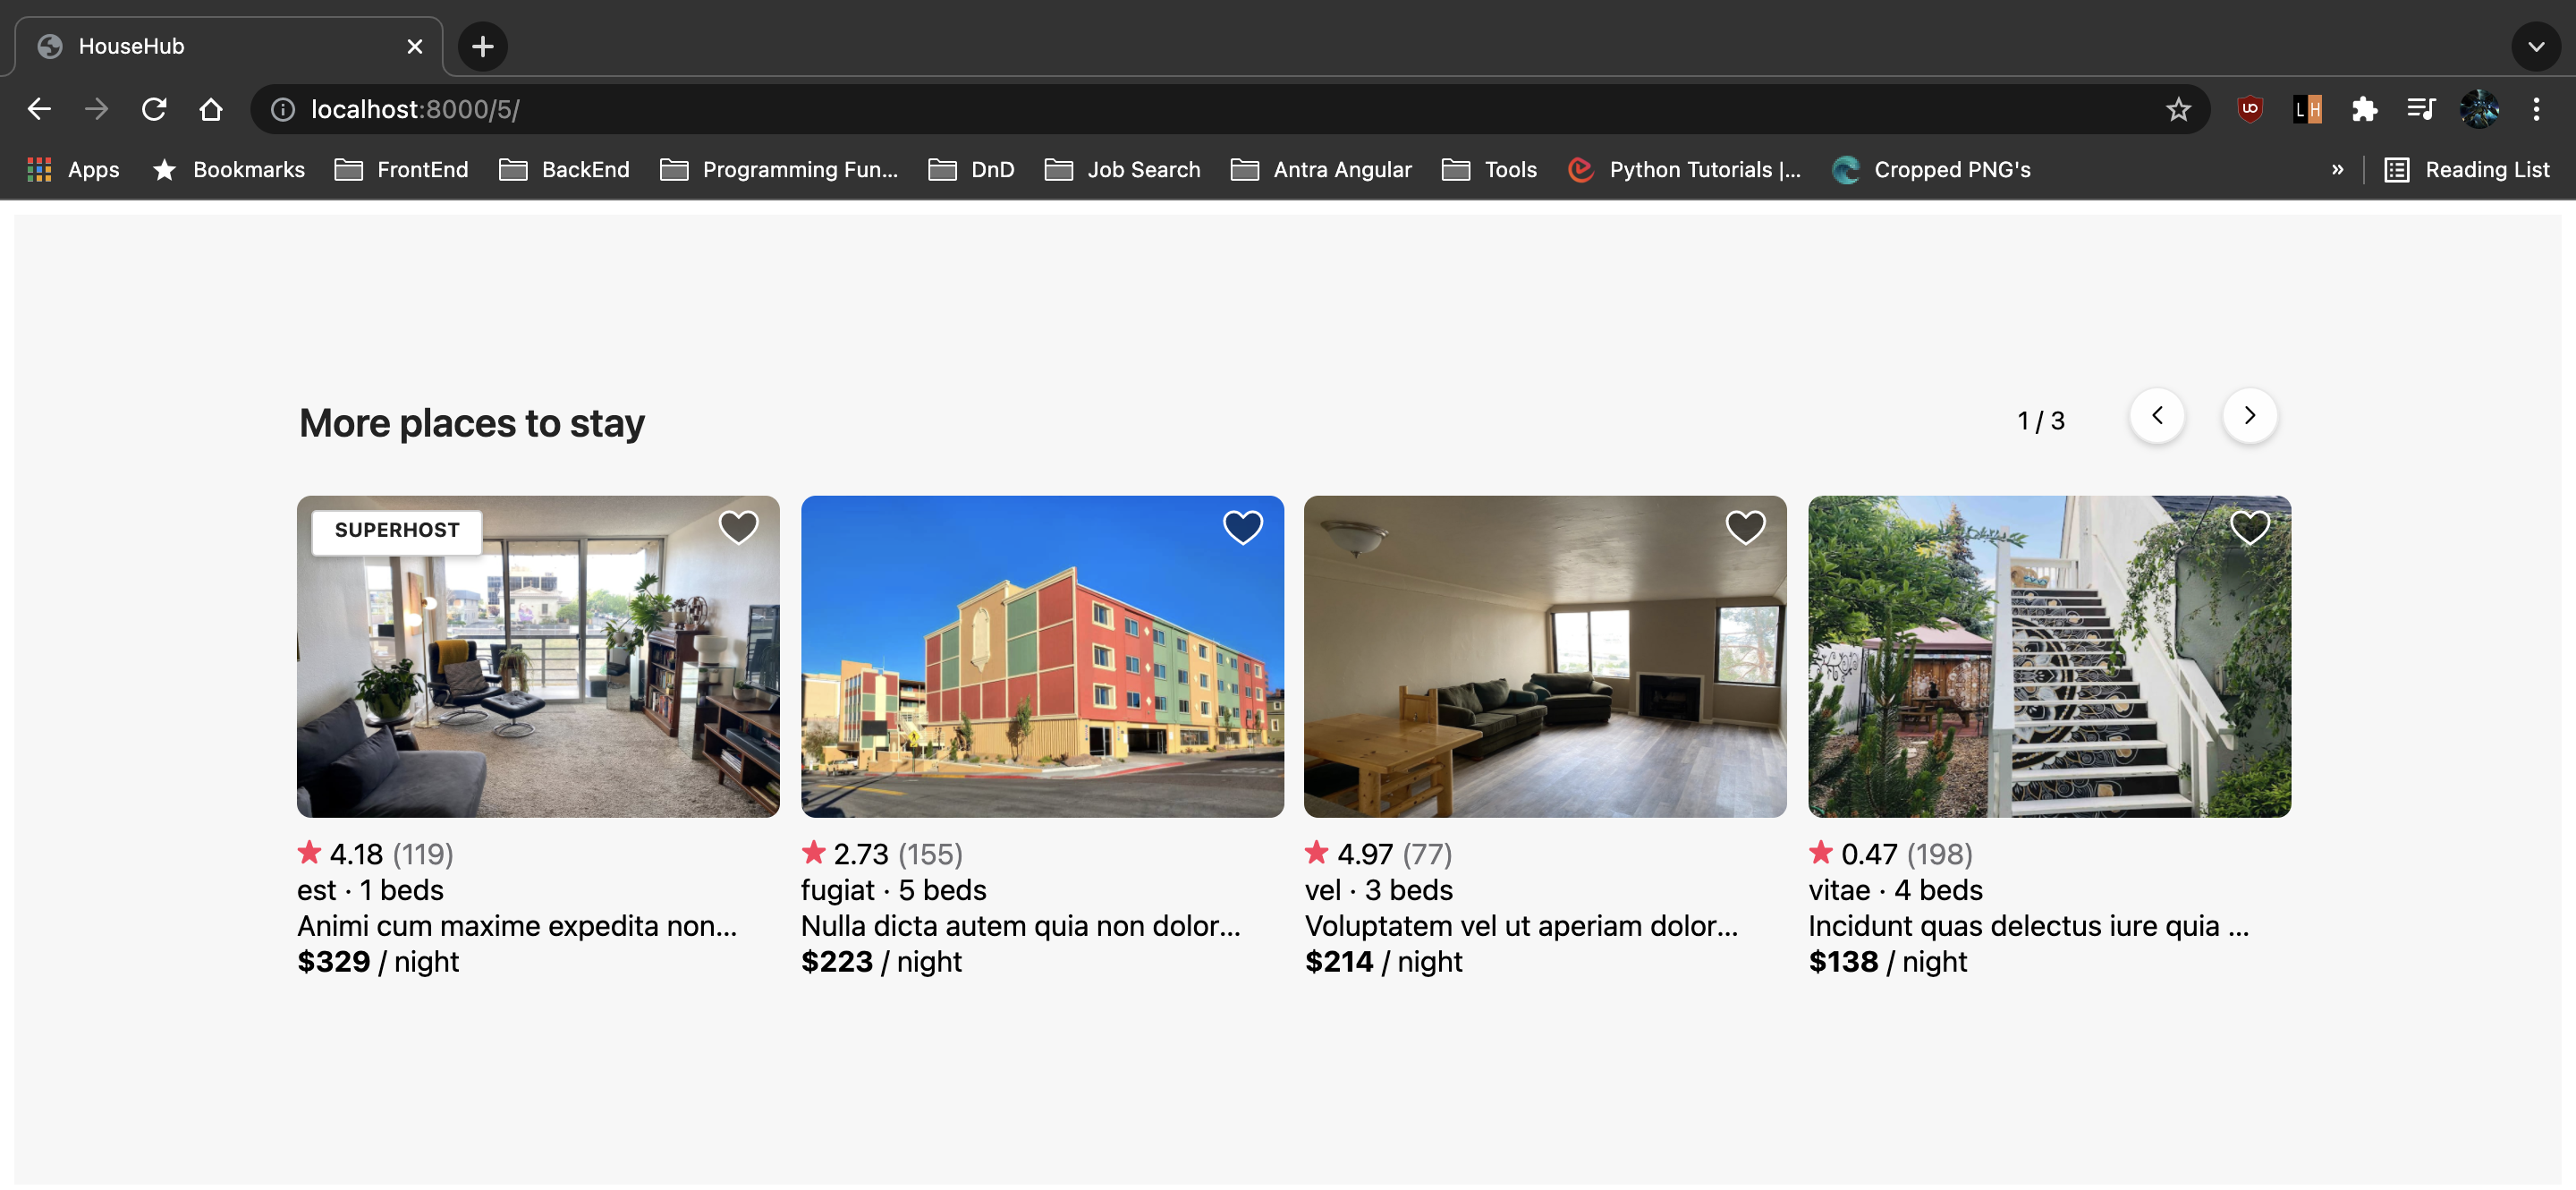 HouseHub
localhost:8000/5/
Apps Bookmarks FrontEnd BackEnd Programming Fun... DnD Job Search Antra Angular Tools Python Tutorials |... Cropped PNG's » Reading List
More places to stay
1 / 3
SUPERHOST
4.18 (119)
est · 1 beds
Animi cum maxime expedita non...
$329 / night
2.73 (155)
fugiat · 5 beds
Nulla dicta autem quia non dolor...
$223 / night
4.97 (77)
vel · 3 beds
Voluptatem vel ut aperiam dolor...
$214 / night
0.47 (198)
vitae · 4 beds
Incidunt quas delectus iure quia ...
$138 / night